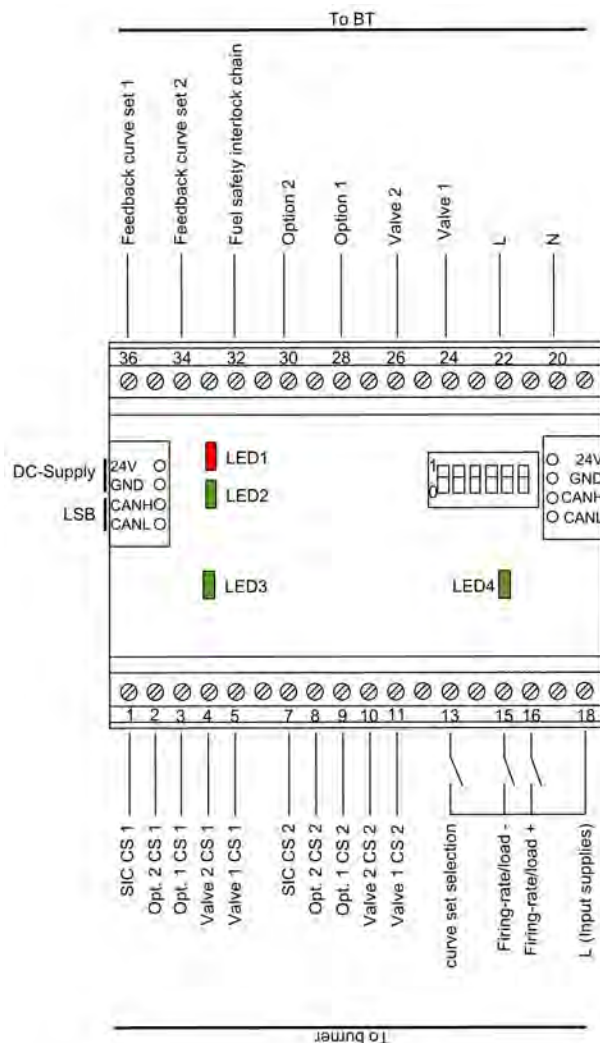 To BT
Feedback curve set 1
Feedback curve set 2
Fuel safety interlock chain
Option 2
Option 1
Valve 2
Valve 1
L
N
36 34 32 30 28 26 24 22 20
DC-Supply
LSB
24V
GND
CANH
CANL
LED1
LED2
LED3
1
0
LED4
24V
GND
CANH
CANL
1 2 3 4 5 7 8 9 10 11 13 15 16 18
SIC CS 1
Opt. 2 CS 1
Opt. 1 CS 1
Valve 2 CS 1
Valve 1 CS 1
SIC CS 2
Opt. 2 CS 2
Opt. 1 CS 2
Valve 2 CS 2
Valve 1 CS 2
curve set selection
Firing-rate/load -
Firing-rate/load +
L (Input supplies)
To burner